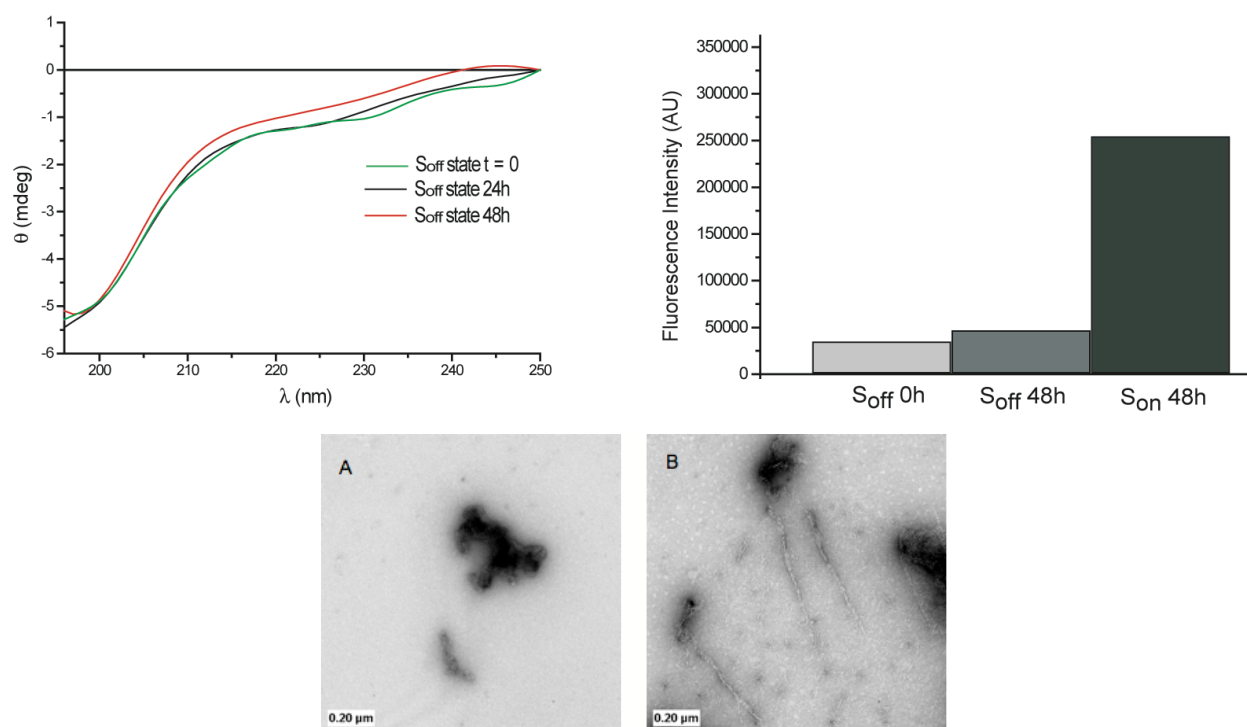 1
0
-1
-2
-3
-4
-5
-6
θ (mdeg)
200
210
220
230
240
250
λ (nm)
Soff state t = 0
Soff state 24h
Soff state 48h
350000
300000
250000
200000
150000
100000
50000
0
Fluorescence Intensity (AU)
Soff 0h
Soff 48h
Son 48h
A
0.20 µm
B
0.20 µm